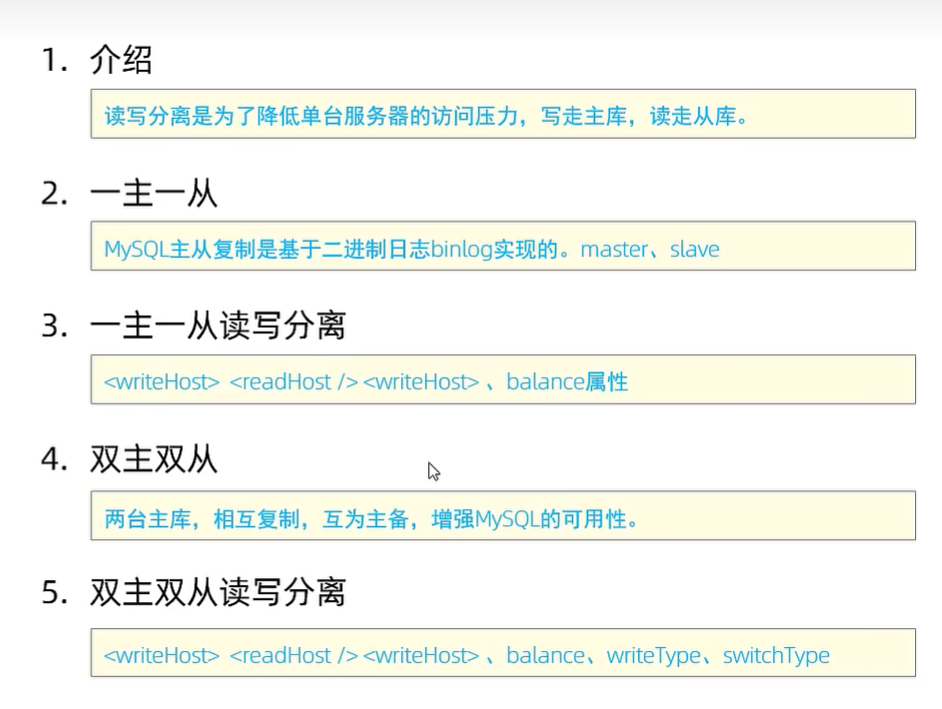 1. 介绍
读写分离是为了降低单台服务器的访问压力，写走主库，读走从库。
2. 一主一从
MySQL主从复制是基于二进制日志binlog实现的。master、slave
3. 一主一从读写分离
<writeHost> <readHost /> <writeHost> 、balance属性
4. 双主双从
两台主库，相互复制，互为主备，增强MySQL的可用性。
5. 双主双从读写分离
<writeHost> <readHost /> <writeHost> 、balance、writeType、switchType